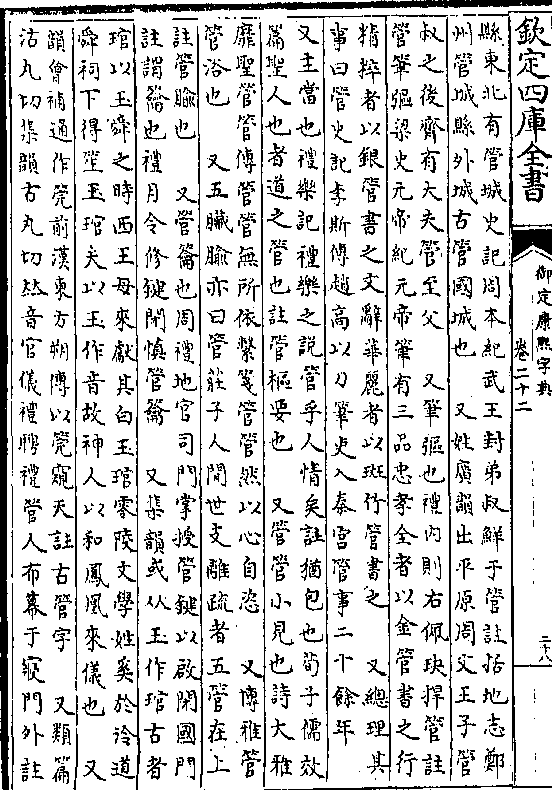 欽定四庫全書
御定康熙字典
卷二十二
二十八
縣東北有管城史記周本紀武王封弟叔鮮于管註括地志鄭
州管城縣外城古管國城也 又姓廣韻出平原周文王子管
叔之後齊有大夫管至父 又筆彄也禮內則右佩玦捍管註
管筆彄梁史元帝紀元帝筆有三品忠孝全者以金管書之行
精粹者以銀管書之文辭華麗者以斑竹管書之 又總理其
事曰管史記李斯傳趙高以刀筆吏入秦宮管事二十餘年
又主當也禮樂記禮樂之說管乎人情矣註猶包也荀子儒效
篇聖人也者道之管也註管樞要也 又管管小見也詩大雅
靡聖管管傳管管無所依繫箋管管然以心自恣 又博雅管
管浴也 又五臟腧亦曰管莊子人間世支離疏者五管在上
註管腧也 又管籥也周禮地官司門掌授管鍵以啟閉國門
註謂籥也禮月令修鍵閉慎管籥 又集韻或从玉作琯古者
琯以玉舜之時西王母來獻其白玉琯零陵文學姓奚於泠道
舜祠下得笙玉琯夫以玉作音故神人以和鳳凰來儀也 又
韻會補通作筦前漢東方朔傳以筦窺天註古管字 又類篇
沽丸切集韻古丸切𠀤音官儀禮聘禮管人布幕于寢門外註